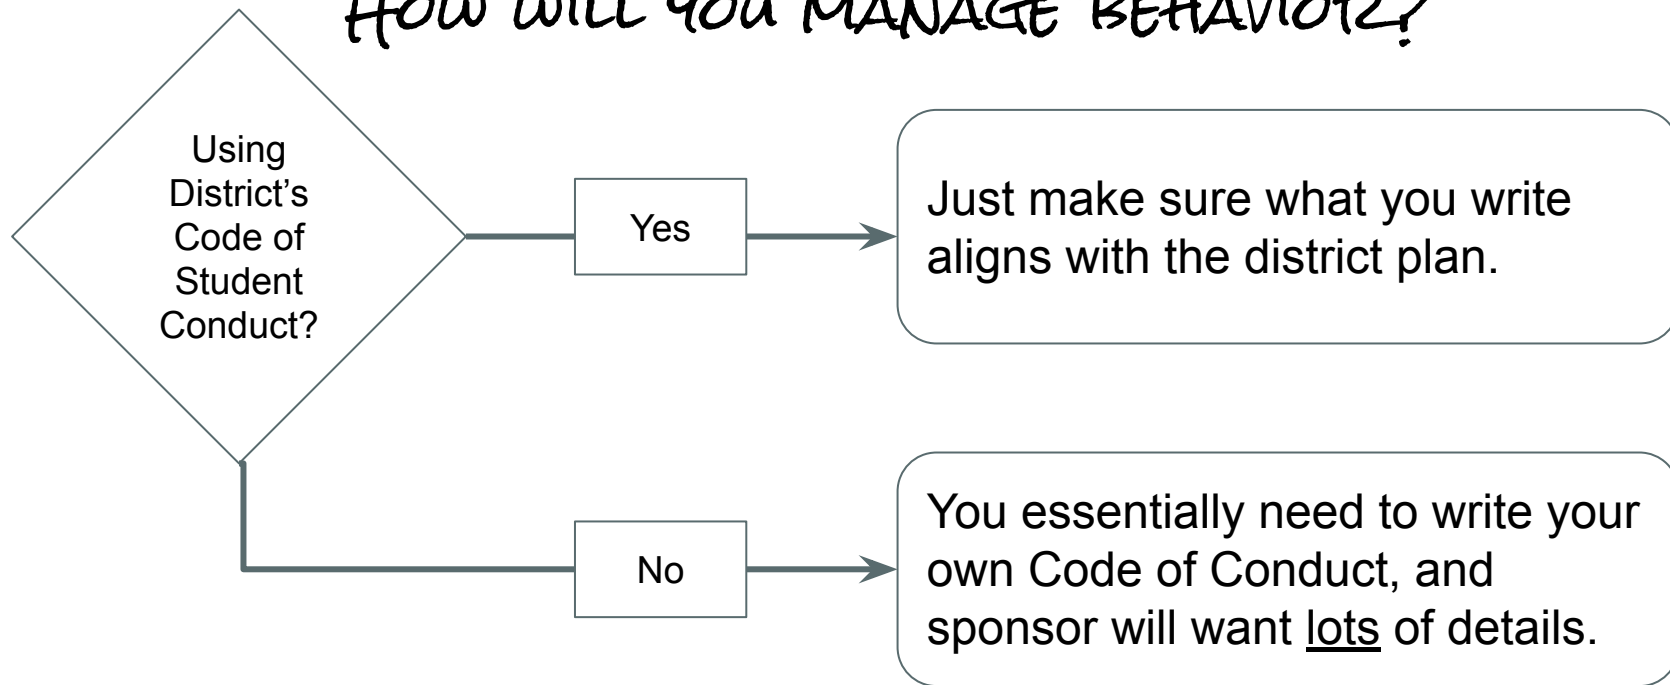 HOW WILL YOU MANAGE BEHAVIOR?
Using
District’s
Code of
Student
Conduct?
Yes
Just make sure what you write
aligns with the district plan.
No
You essentially need to write your
own Code of Conduct, and
sponsor will want lots of details.